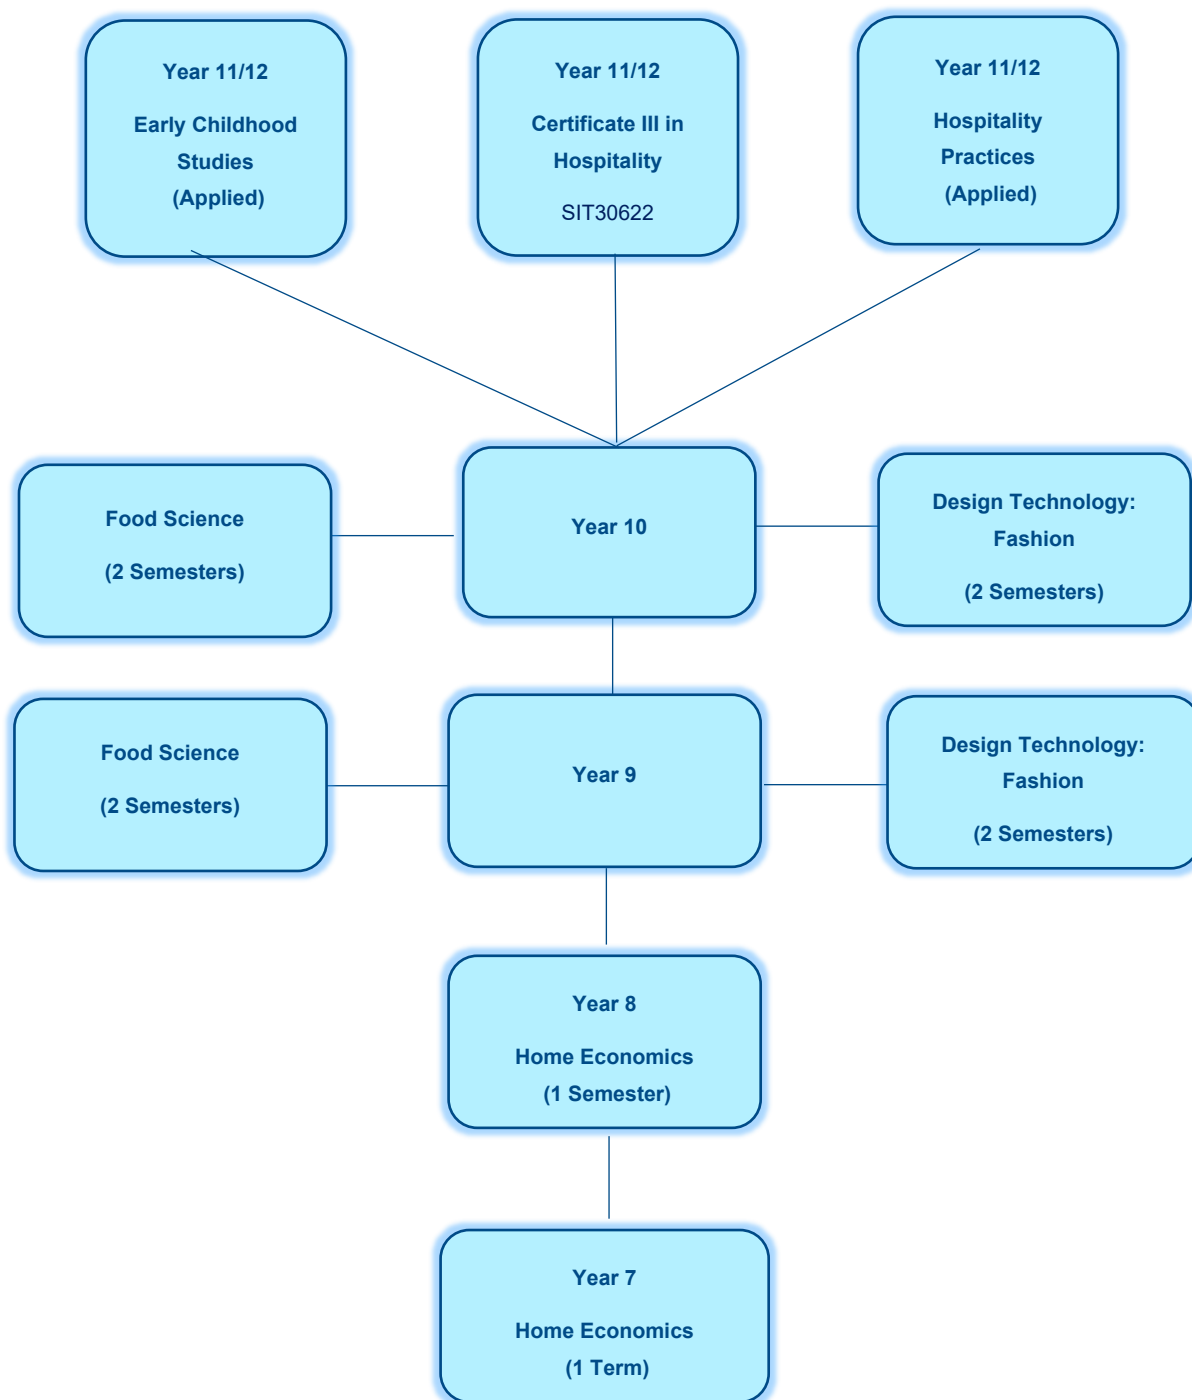 Year 11/12
Early Childhood
Studies
(Applied)
Year 11/12
Certificate III in
Hospitality
SIT30622
Year 11/12
Hospitality
Practices
(Applied)
Food Science
(2 Semesters)
Year 10
Design Technology:
Fashion
(2 Semesters)
Food Science
(2 Semesters)
Year 9
Design Technology:
Fashion
(2 Semesters)
Year 8
Home Economics
(1 Semester)
Year 7
Home Economics
(1 Term)